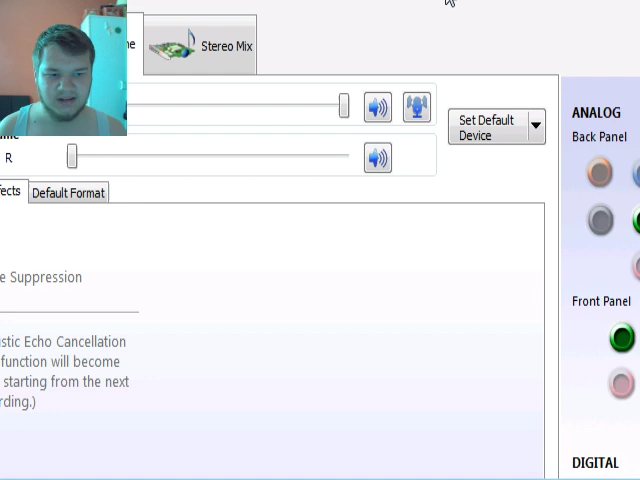 ne
Stereo Mix
Set Default
Device
R
ANALOG
Back Panel
fects
Default Format
e Suppression
Front Panel
stic Echo Cancellation
function will become
starting from the next
rding.)
DIGITAL